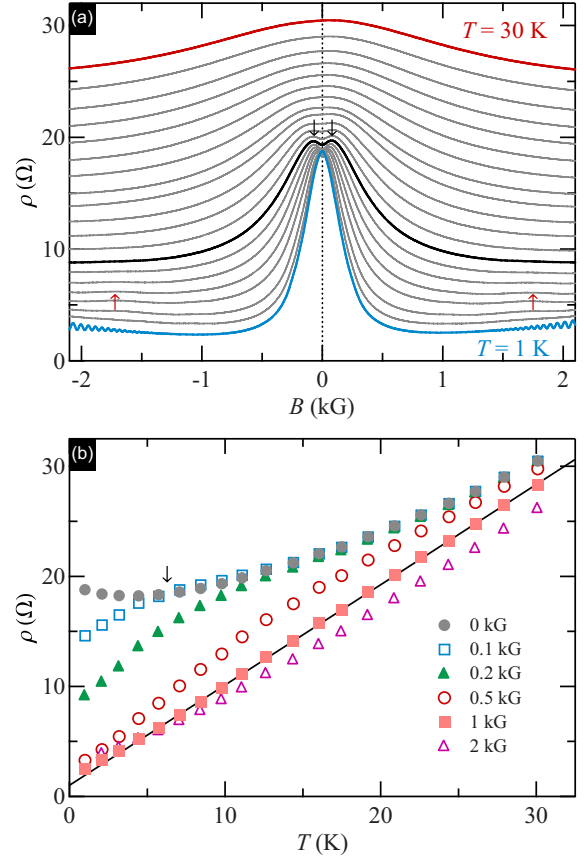 (a)
T = 30 K
30
20
10
0
ρ (Ω)
T = 1 K
-2 -1 0 1 2
B (kG)
(b)
30
20
10
0
ρ (Ω)
0 kG
0.1 kG
0.2 kG
0.5 kG
1 kG
2 kG
0 10 20 30
T (K)